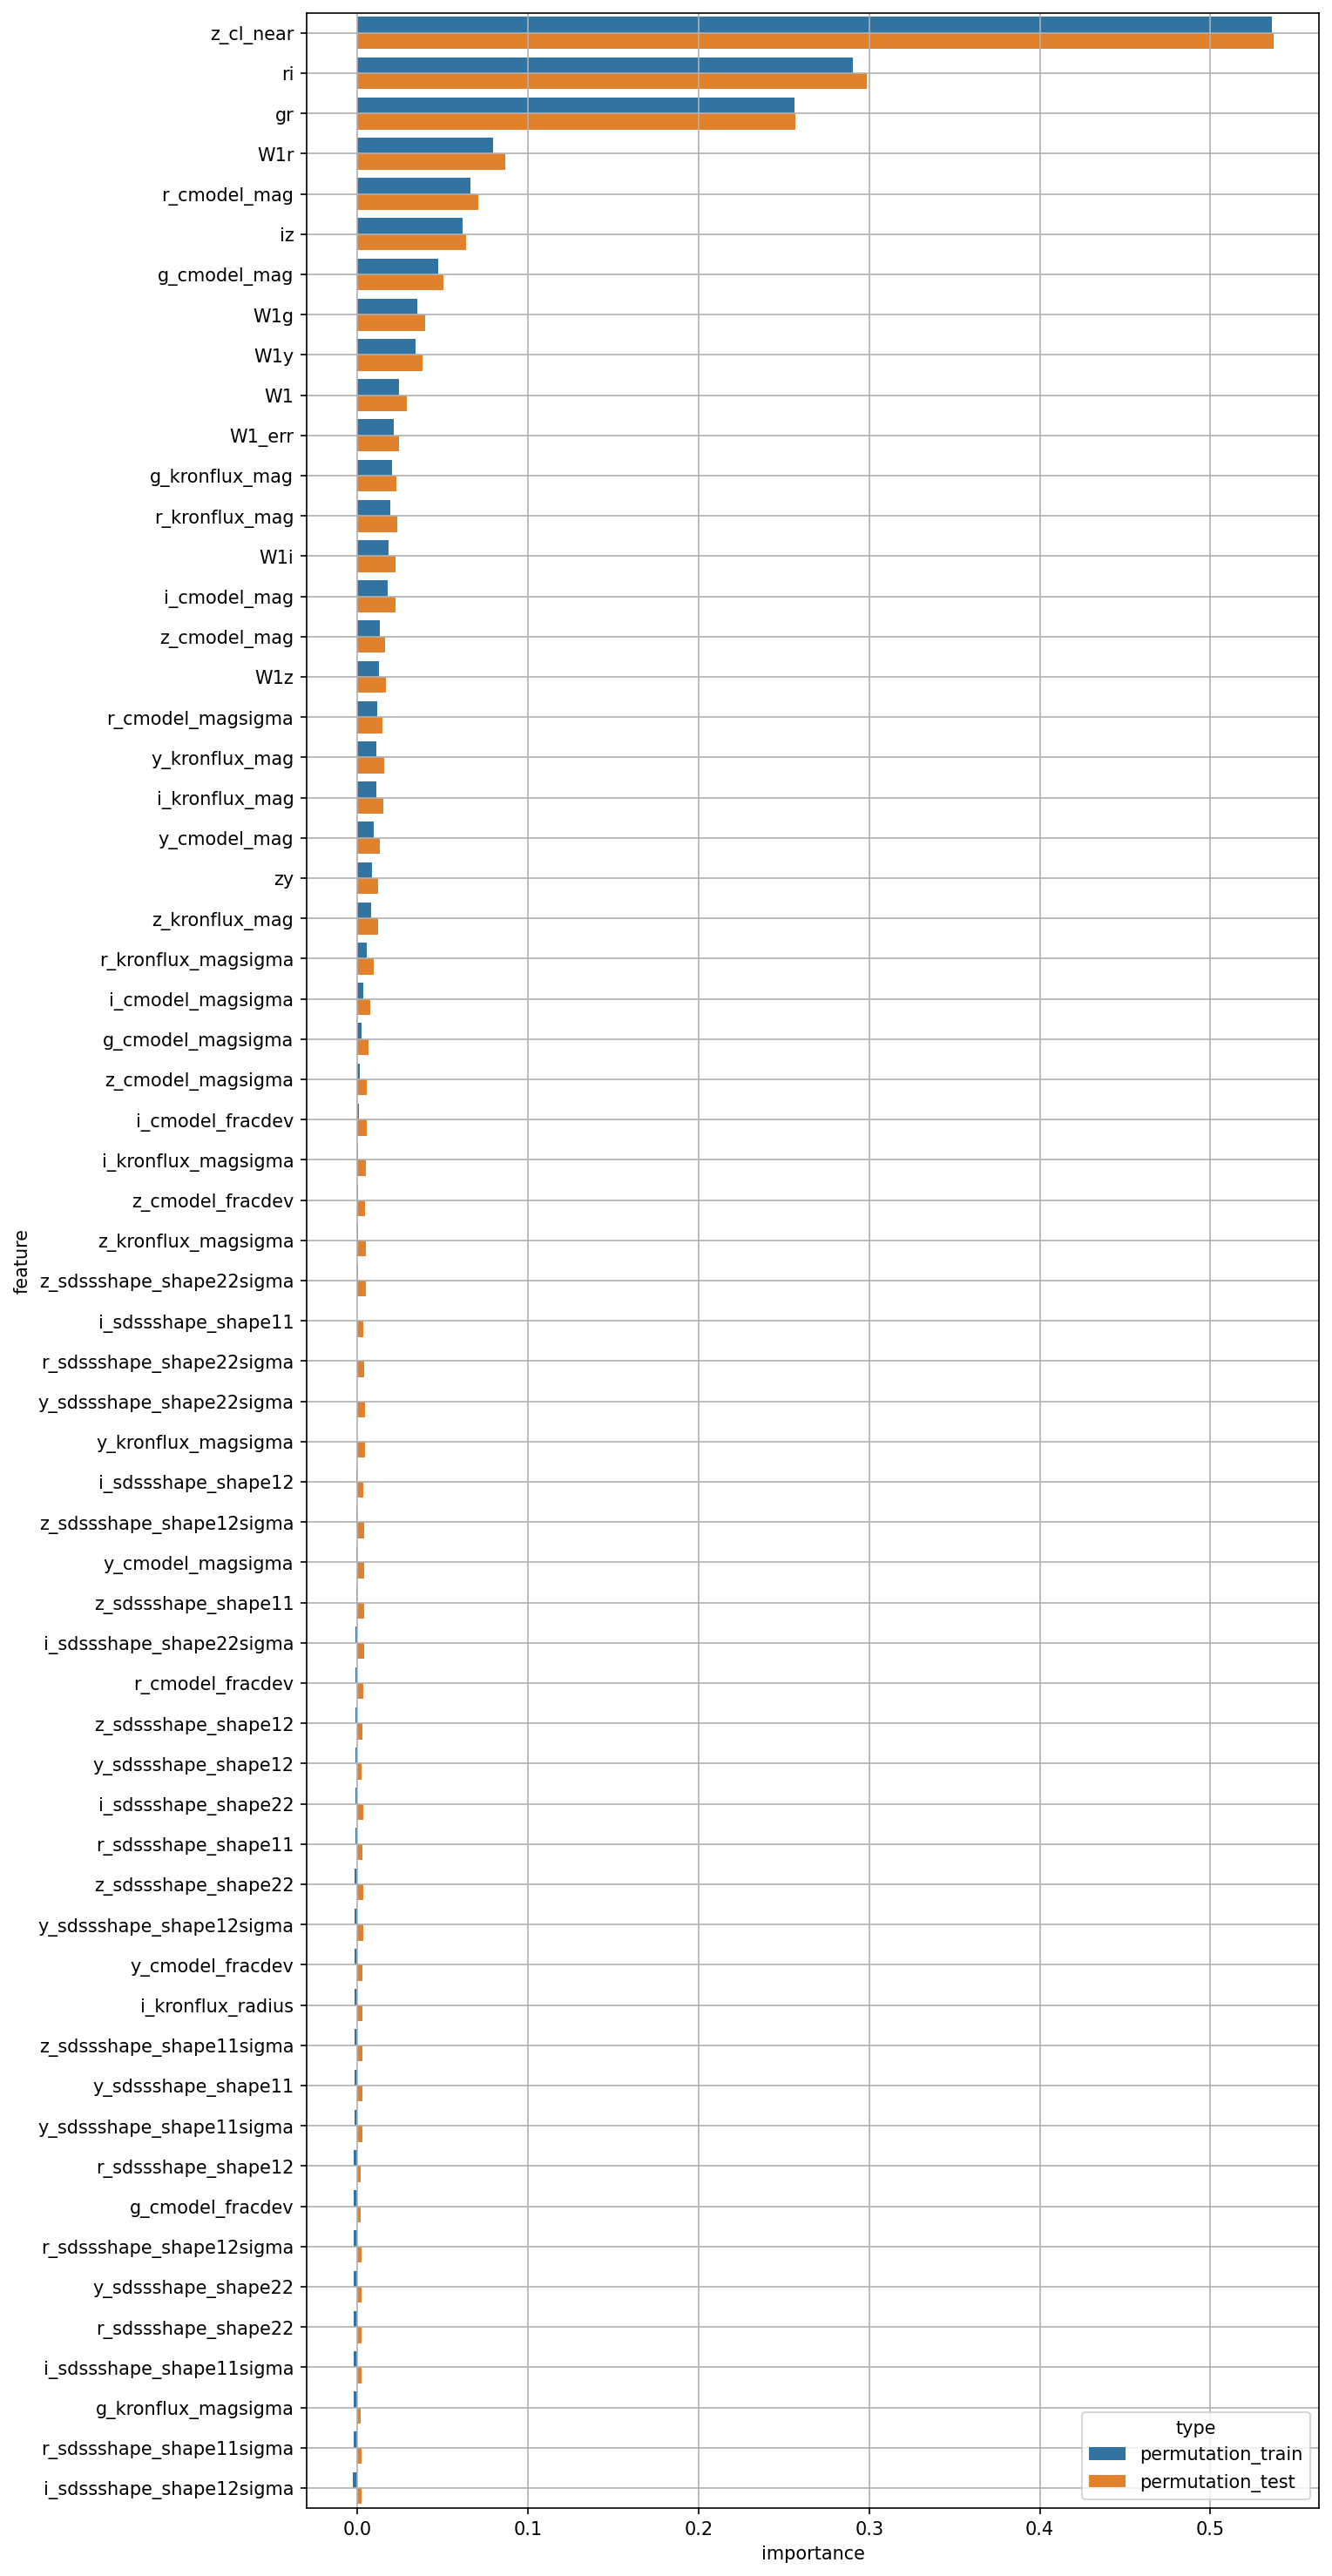 z_cl_near
ri
gr
W1r
r_cmodel_mag
iz
g_cmodel_mag
W1g
W1y
W1
W1_err
g_kronflux_mag
r_kronflux_mag
W1i
i_cmodel_mag
z_cmodel_mag
W1z
r_cmodel_magsigma
y_kronflux_mag
i_kronflux_mag
y_cmodel_mag
zy
z_kronflux_mag
r_kronflux_magsigma
i_cmodel_magsigma
g_cmodel_magsigma
z_cmodel_magsigma
i_cmodel_fracdev
i_kronflux_magsigma
z_cmodel_fracdev
z_kronflux_magsigma
z_sdssshape_shape22sigma
i_sdssshape_shape11
r_sdssshape_shape22sigma
y_sdssshape_shape22sigma
y_kronflux_magsigma
i_sdssshape_shape12
z_sdssshape_shape12sigma
y_cmodel_magsigma
z_sdssshape_shape11
i_sdssshape_shape22sigma
r_cmodel_fracdev
z_sdssshape_shape12
y_sdssshape_shape12
i_sdssshape_shape22
r_sdssshape_shape11
z_sdssshape_shape22
y_sdssshape_shape12sigma
y_cmodel_fracdev
i_kronflux_radius
z_sdssshape_shape11sigma
y_sdssshape_shape11
y_sdssshape_shape11sigma
r_sdssshape_shape12
g_cmodel_fracdev
r_sdssshape_shape12sigma
y_sdssshape_shape22
r_sdssshape_shape22
i_sdssshape_shape11sigma
g_kronflux_magsigma
r_sdssshape_shape11sigma
i_sdssshape_shape12sigma
feature
0.0 0.1 0.2 0.3 0.4 0.5
importance
type
permutation_train
permutation_test